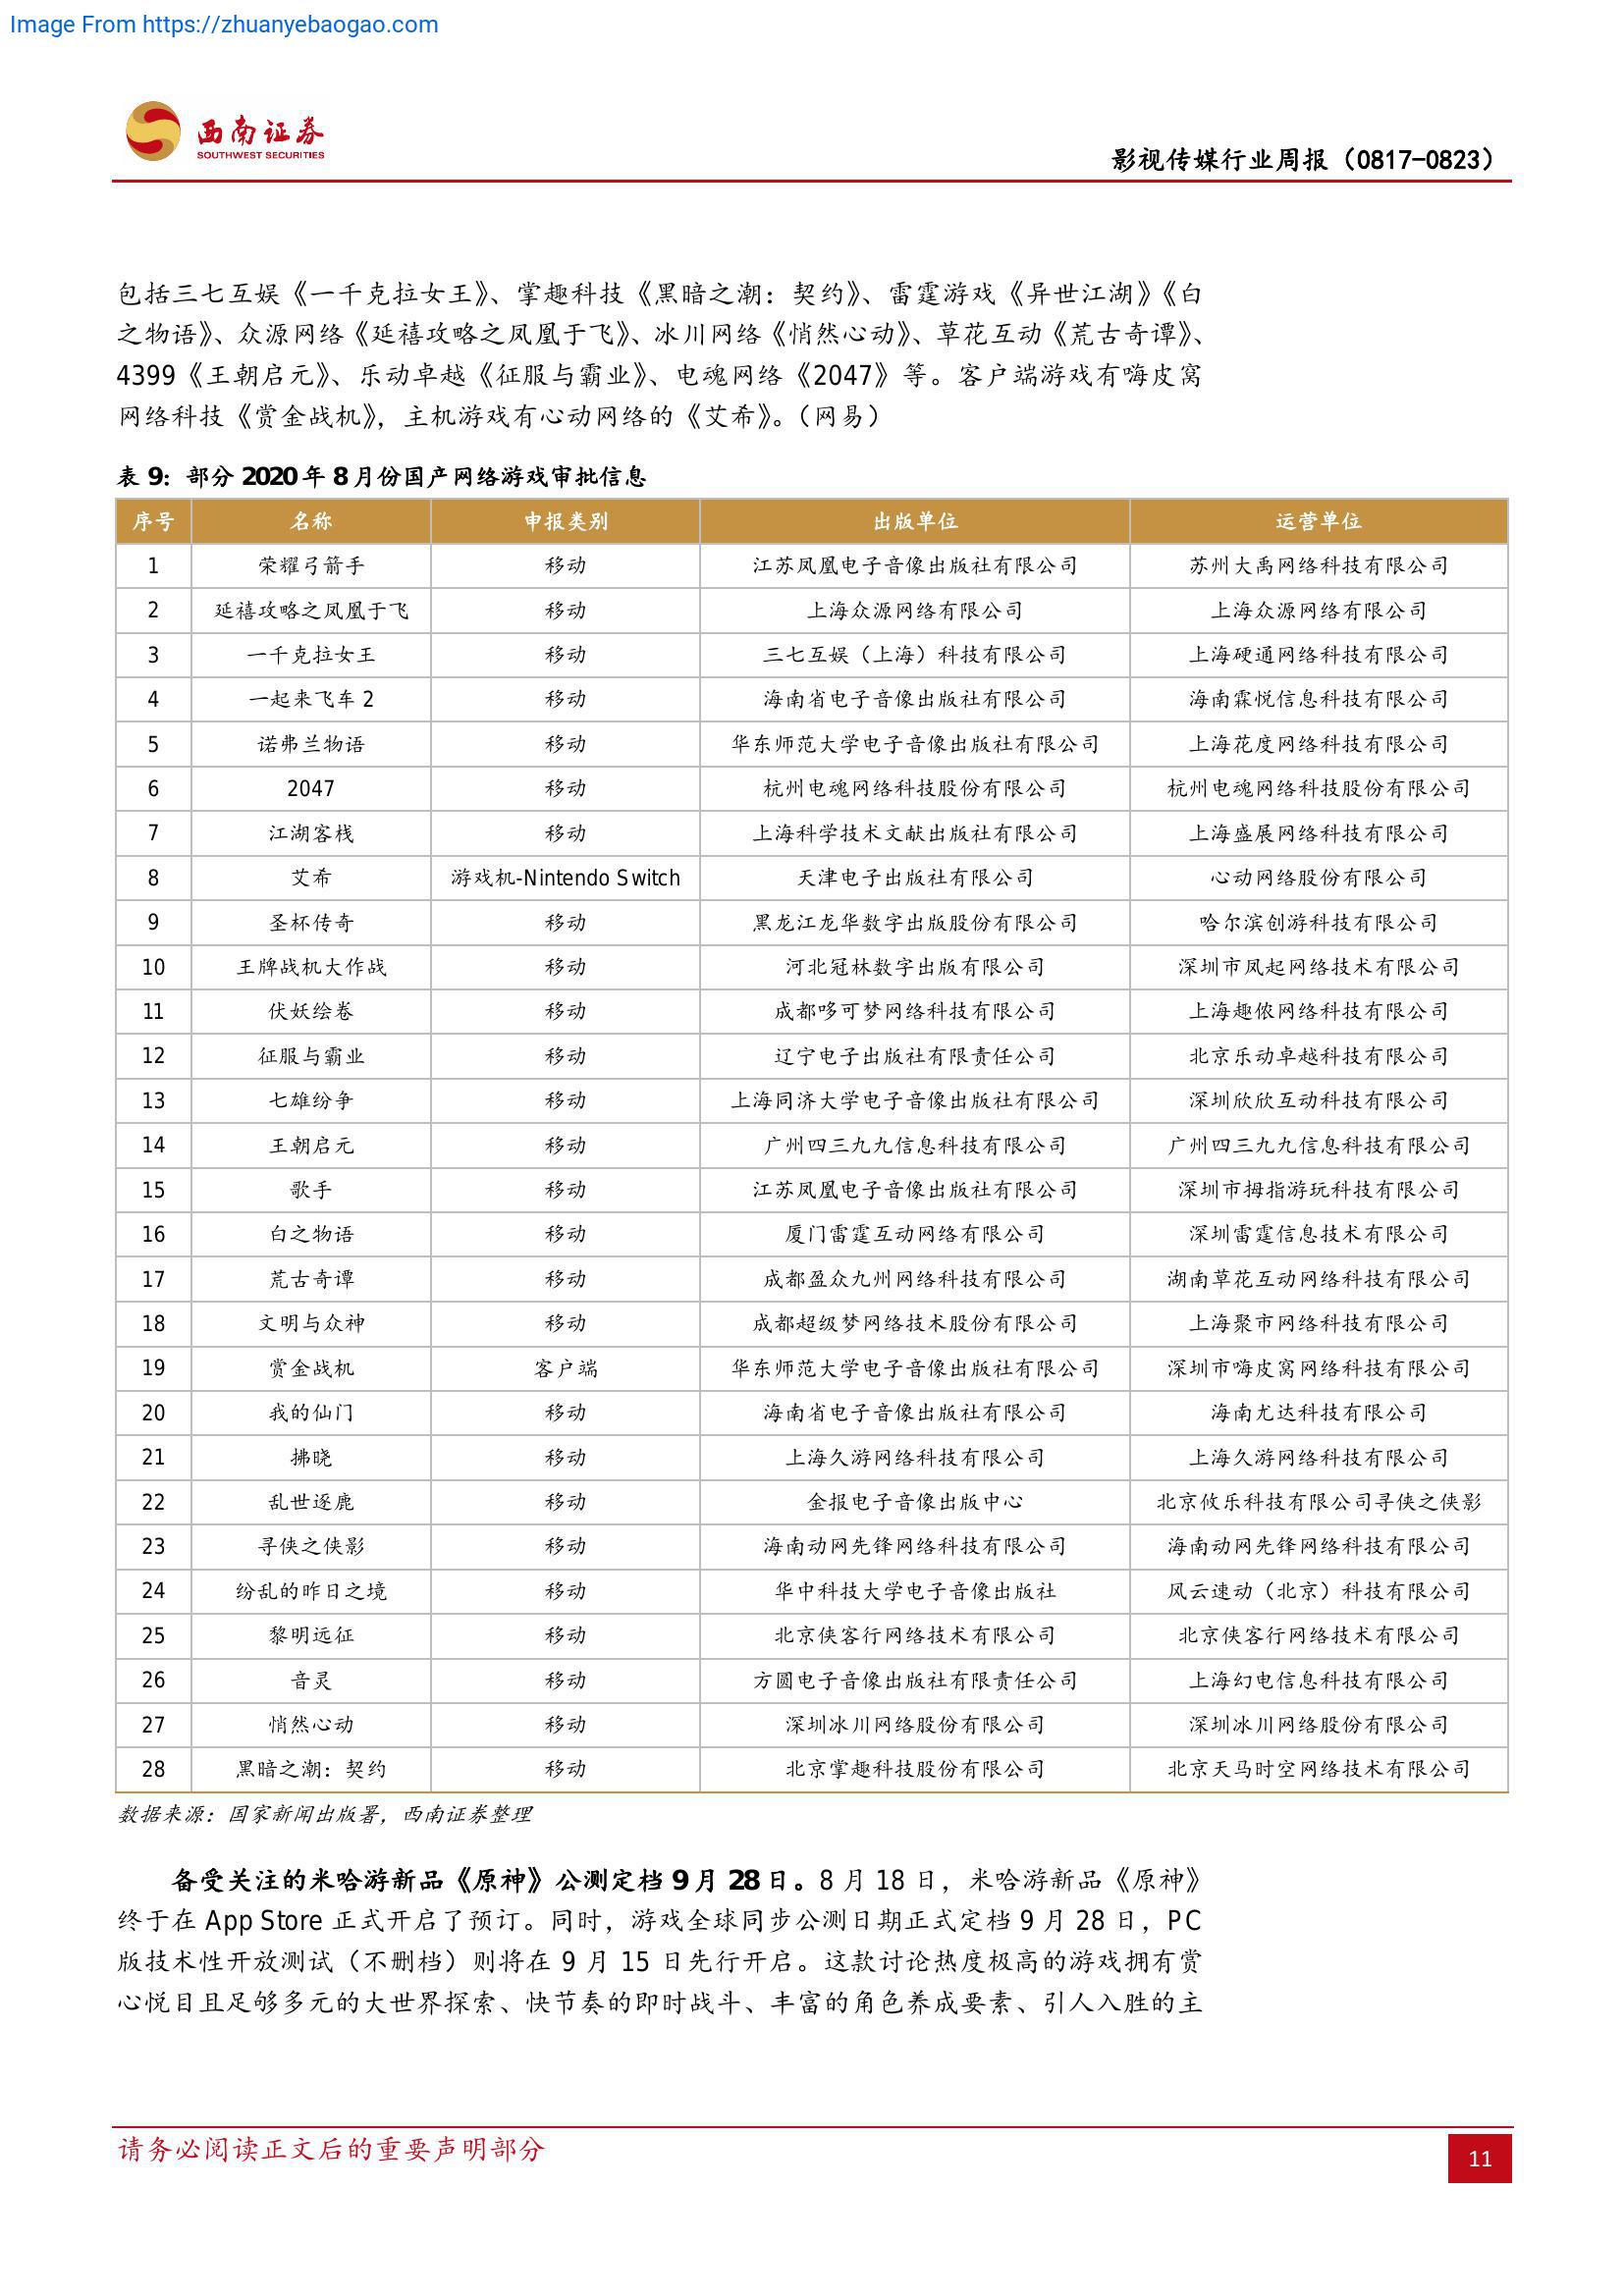 Image From https://zhuanyebaogao.com
西南证券
SOUTHWEST SECURITIES
影视传媒行业周报（0817-0823）
包括三七互娱《一千克拉女王》、掌趣科技《黑暗之潮：契约》、雷霆游戏《异世江湖》《白
之物语》、众源网络《延禧攻略之凤凰于飞》、冰川网络《悄然心动》、草花互动《荒古奇谭》、
4399《王朝启元》、乐动卓越《征服与霸业》、电魂网络《2047》等。客户端游戏有嗨皮窝
网络科技《赏金战机》，主机游戏有心动网络的《艾希》。（网易）
表 9：部分 2020 年 8 月份国产网络游戏审批信息
序号 名称 申报类别 出版单位 运营单位
1 荣耀弓箭手 移动 江苏凤凰电子音像出版社有限公司 苏州大禹网络科技有限公司
2 延禧攻略之凤凰于飞 移动 上海众源网络有限公司 上海众源网络有限公司
3 一千克拉女王 移动 三七互娱（上海）科技有限公司 上海硬通网络科技有限公司
4 一起来飞车 2 移动 海南省电子音像出版社有限公司 海南霖悦信息科技有限公司
5 诺弗兰物语 移动 华东师范大学电子音像出版社有限公司 上海花度网络科技有限公司
6 2047 移动 杭州电魂网络科技股份有限公司 杭州电魂网络科技股份有限公司
7 江湖客栈 移动 上海科学技术文献出版社有限公司 上海盛展网络科技有限公司
8 艾希 游戏机-Nintendo Switch 天津电子出版社有限公司 心动网络股份有限公司
9 圣杯传奇 移动 黑龙江龙华数字出版股份有限公司 哈尔滨创游科技有限公司
10 王牌战机大作战 移动 河北冠林数字出版有限公司 深圳市凤起网络技术有限公司
11 伏妖绘卷 移动 成都哆可梦网络科技有限公司 上海趣侬网络科技有限公司
12 征服与霸业 移动 辽宁电子出版社有限责任公司 北京乐动卓越科技有限公司
13 七雄纷争 移动 上海同济大学电子音像出版社有限公司 深圳欣欣互动科技有限公司
14 王朝启元 移动 广州四三九九信息科技有限公司 广州四三九九信息科技有限公司
15 歌手 移动 江苏凤凰电子音像出版社有限公司 深圳市拇指游玩科技有限公司
16 白之物语 移动 厦门雷霆互动网络有限公司 深圳雷霆信息技术有限公司
17 荒古奇谭 移动 成都盈众九州网络科技有限公司 湖南草花互动网络科技有限公司
18 文明与众神 移动 成都超级梦网络技术股份有限公司 上海聚市网络科技有限公司
19 赏金战机 客户端 华东师范大学电子音像出版社有限公司 深圳市嗨皮窝网络科技有限公司
20 我的仙门 移动 海南省电子音像出版社有限公司 海南尤达科技有限公司
21 拂晓 移动 上海久游网络科技有限公司 上海久游网络科技有限公司
22 乱世逐鹿 移动 金报电子音像出版中心 北京攸乐科技有限公司寻侠之侠影
23 寻侠之侠影 移动 海南动网先锋网络科技有限公司 海南动网先锋网络科技有限公司
24 纷乱的昨日之境 移动 华中科技大学电子音像出版社 风云速动（北京）科技有限公司
25 黎明远征 移动 北京侠客行网络技术有限公司 北京侠客行网络技术有限公司
26 音灵 移动 方圆电子音像出版社有限责任公司 上海幻电信息科技有限公司
27 悄然心动 移动 深圳冰川网络股份有限公司 深圳冰川网络股份有限公司
28 黑暗之潮：契约 移动 北京掌趣科技股份有限公司 北京天马时空网络技术有限公司
数据来源：国家新闻出版署，西南证券整理
备受关注的米哈游新品《原神》公测定档 9 月 28 日。8 月 18 日，米哈游新品《原神》
终于在 App Store 正式开启了预订。同时，游戏全球同步公测日期正式定档 9 月 28 日，PC
版技术性开放测试（不删档）则将在 9 月 15 日先行开启。这款讨论热度极高的游戏拥有赏
心悦目且足够多元的大世界探索、快节奏的即时战斗、丰富的角色养成要素、引人入胜的主
请务必阅读正文后的重要声明部分
11